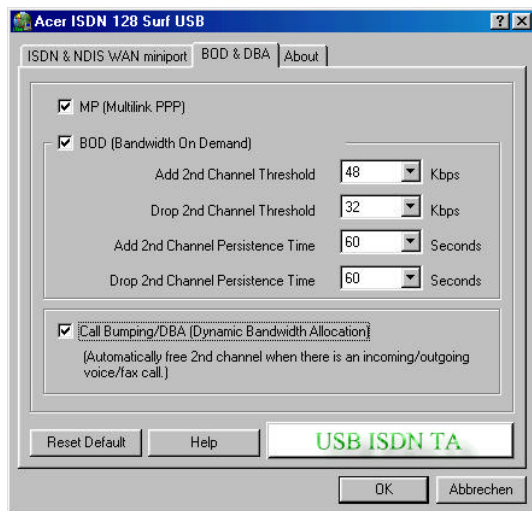 Acer ISDN 128 Surf USB
ISDN & NDIS WAN miniport BOD & DBA About
MP (Multilink PPP)
BOD (Bandwidth On Demand)
Add 2nd Channel Threshold 48 Kbps
Drop 2nd Channel Threshold 32 Kbps
Add 2nd Channel Persistence Time 60 Seconds
Drop 2nd Channel Persistence Time 60 Seconds
Call Bumping/DBA (Dynamic Bandwidth Allocation)
(Automatically free 2nd channel when there is an incoming/outgoing
voice/fax call.)
Reset Default Help USB ISDN TA
OK Abbrechen